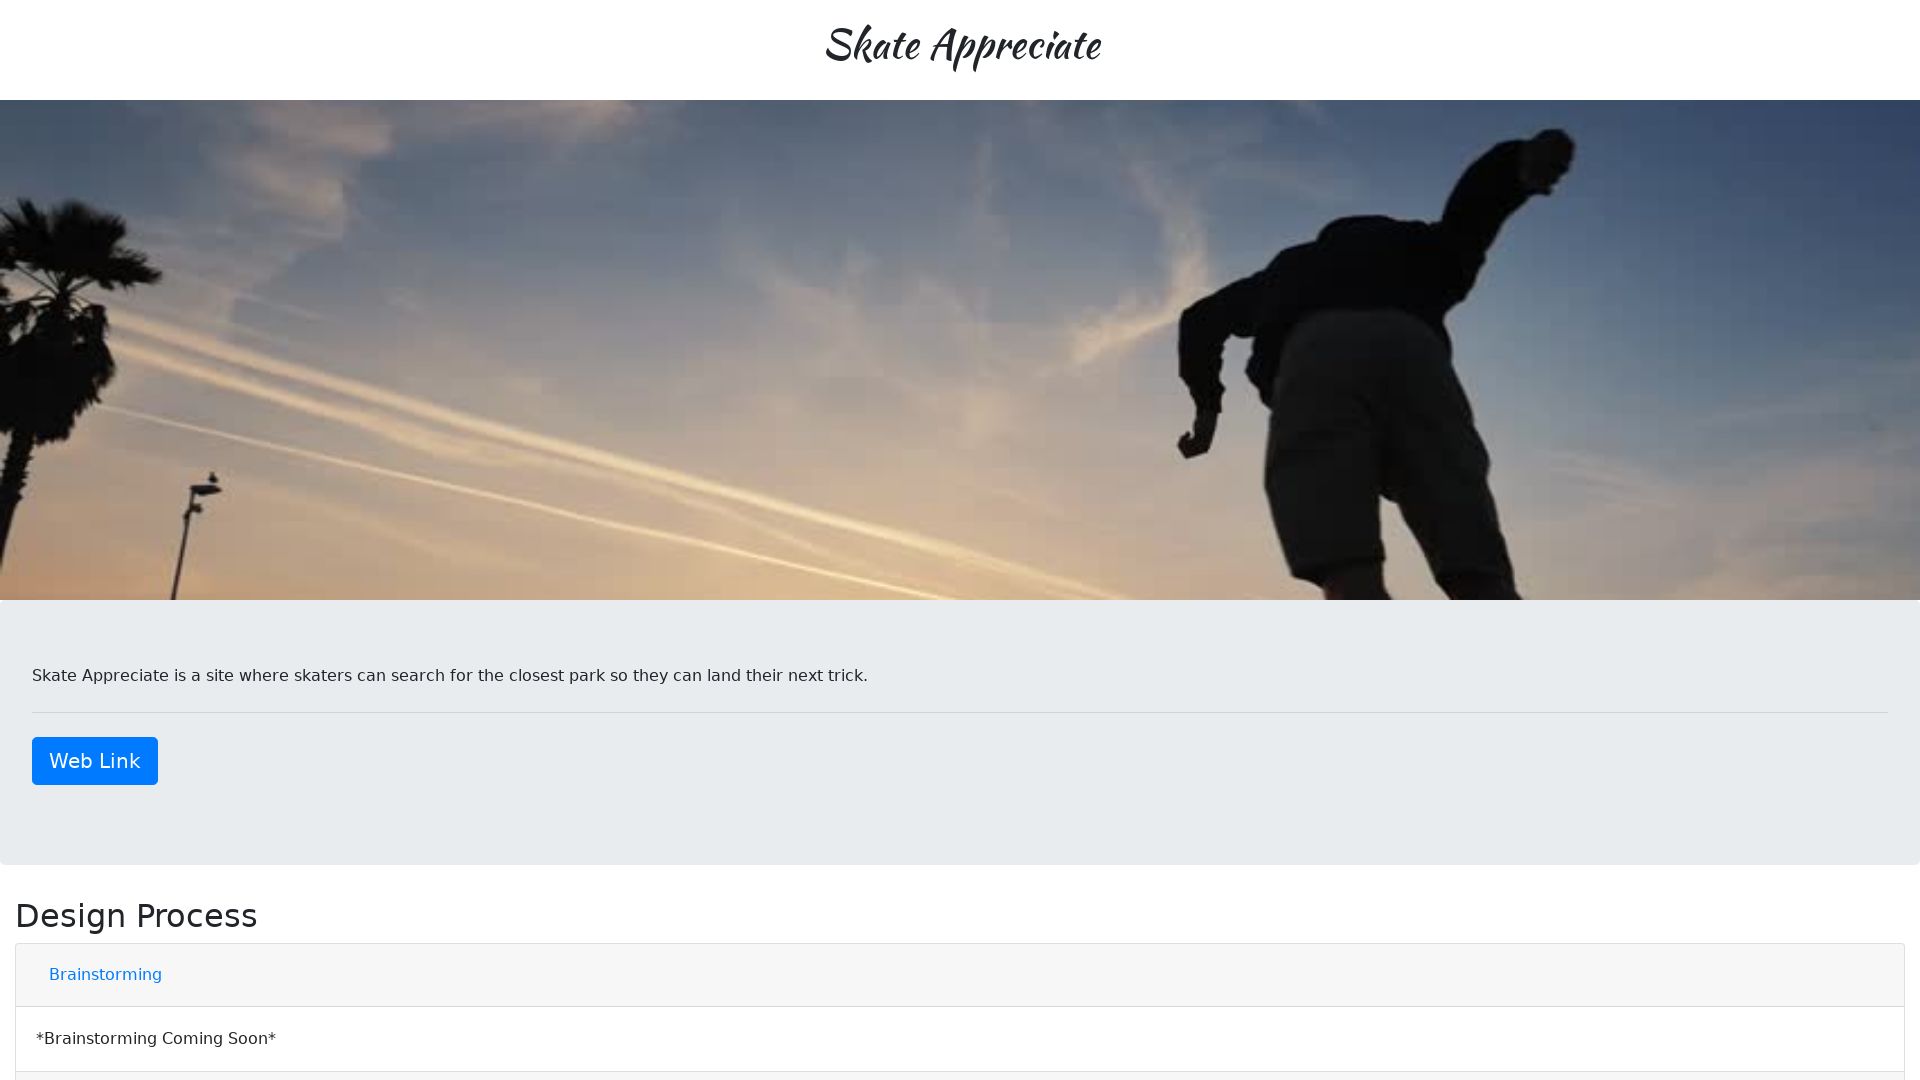 Skate Appreciate
Skate Appreciate is a site where skaters can search for the closest park so they can land their next trick.
Web Link
Design Process
Brainstorming
*Brainstorming Coming Soon*